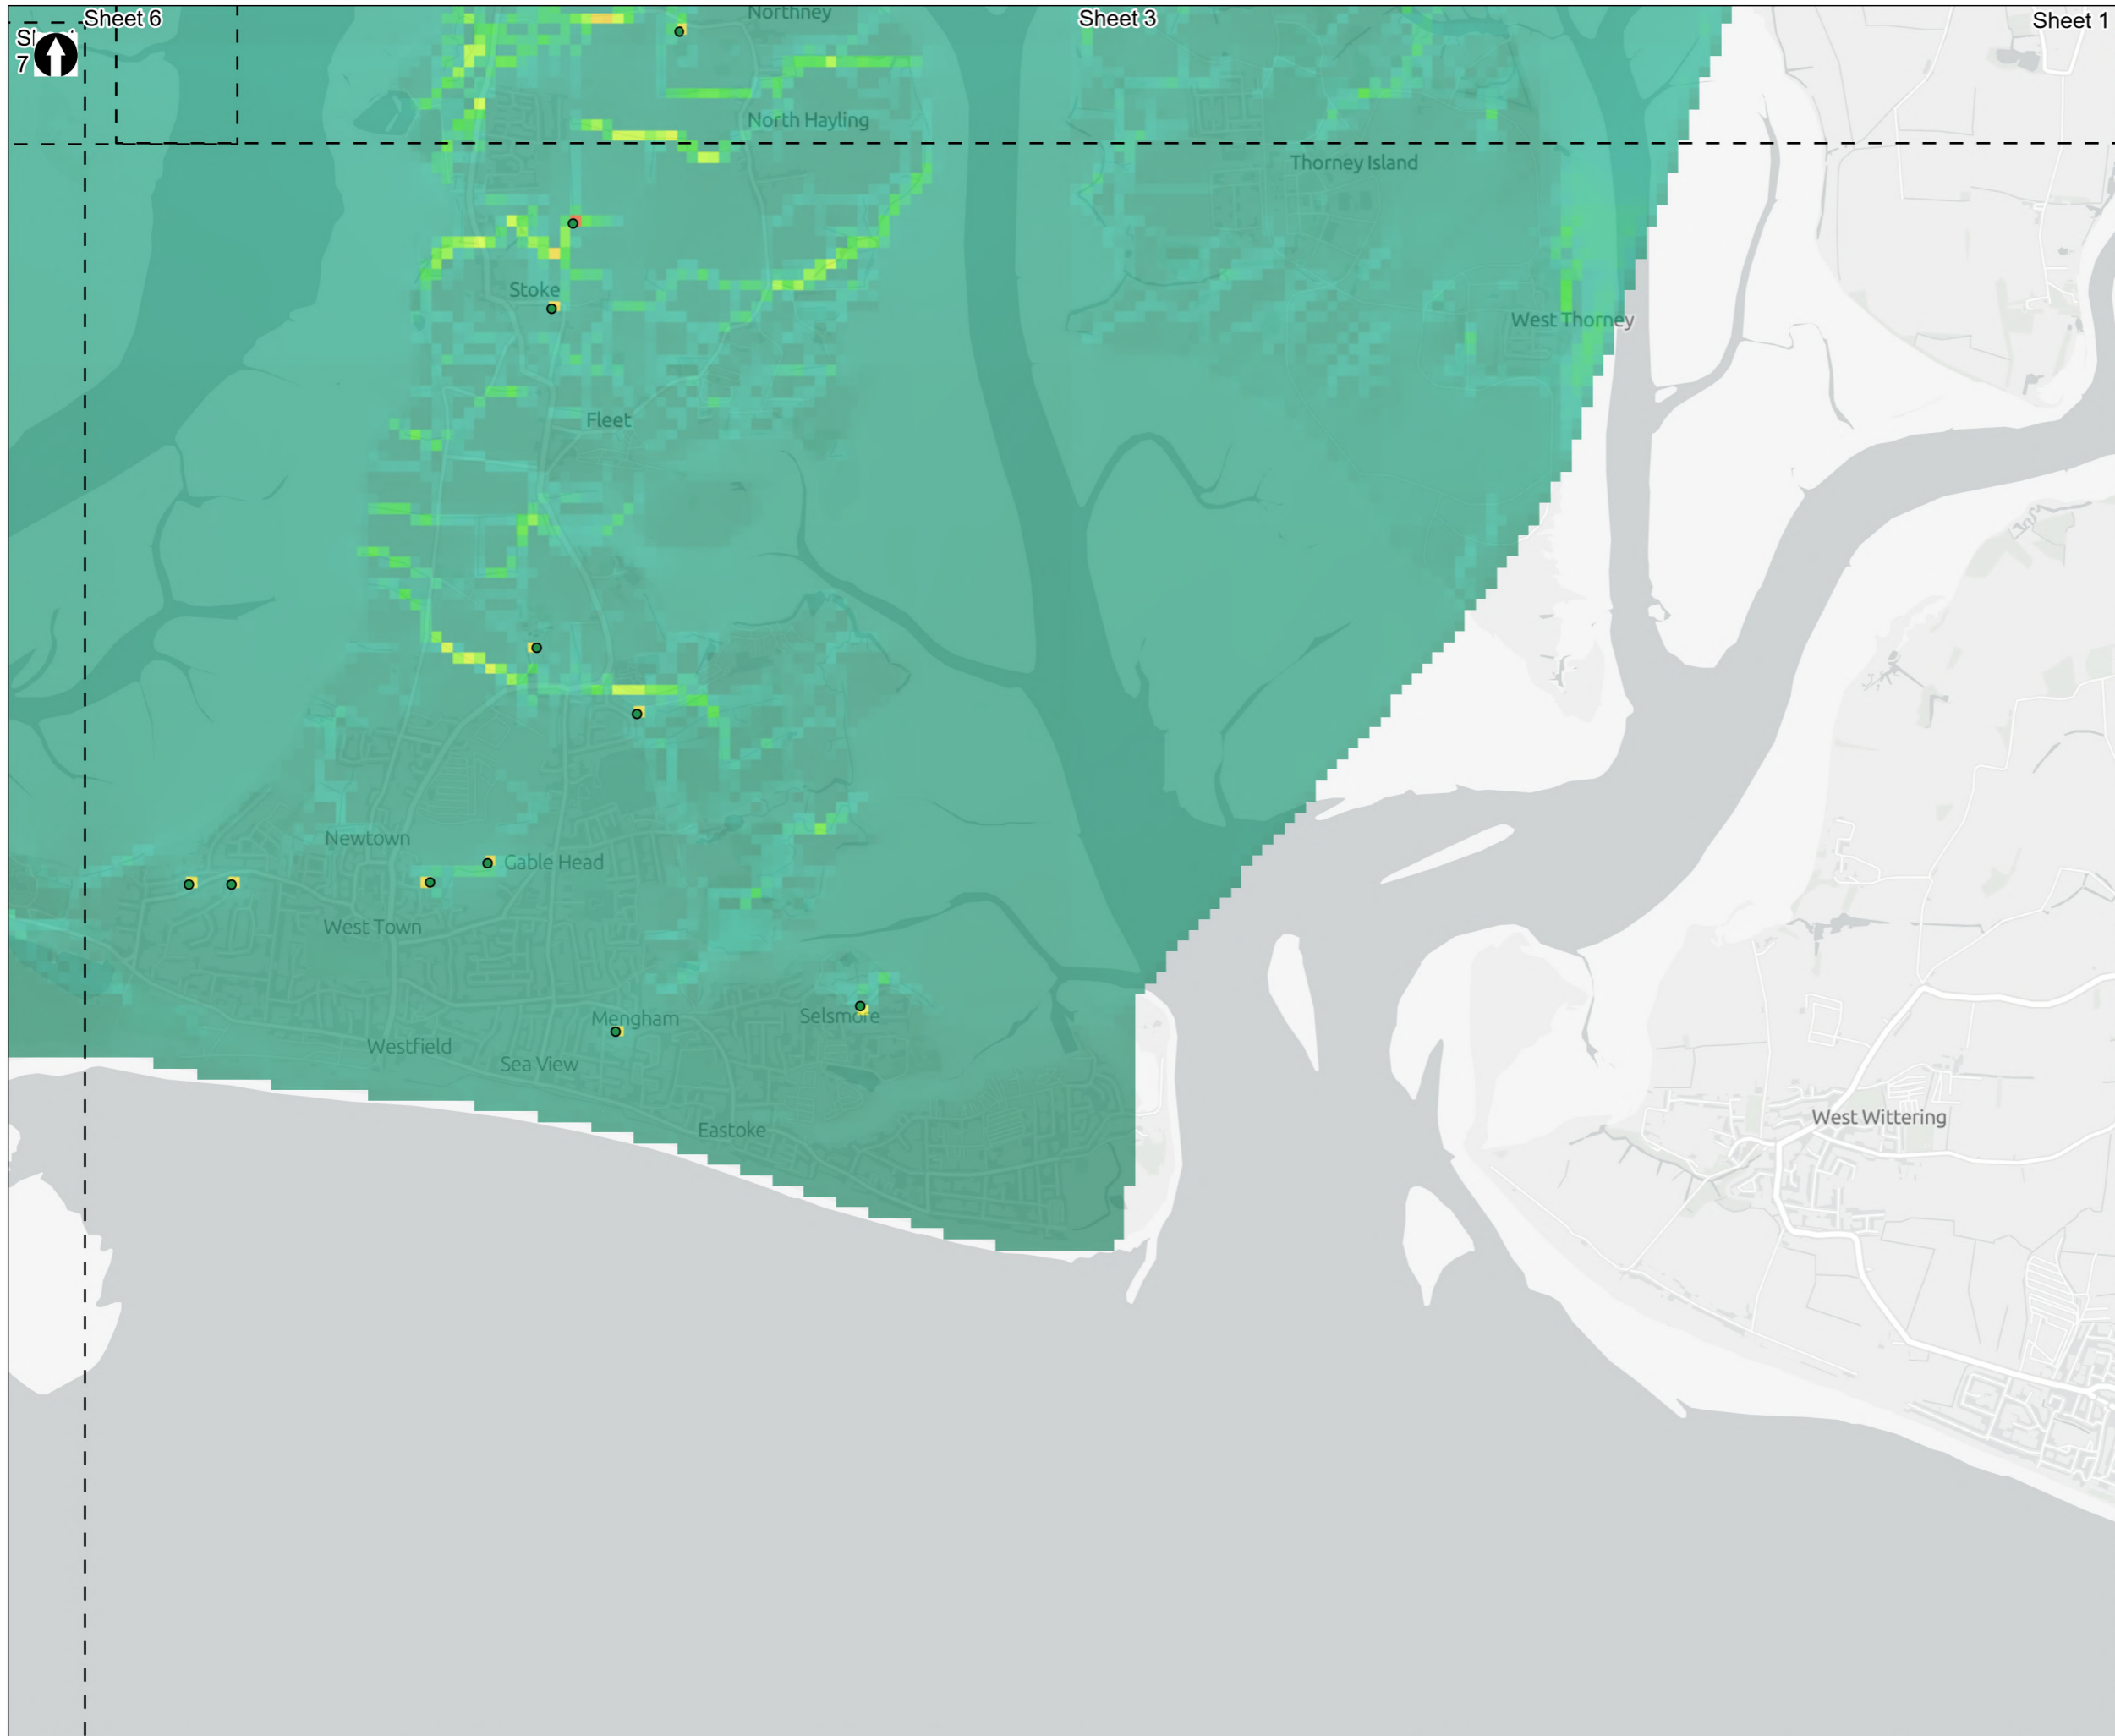 Northney
Sheet 6
Sheet 3
Sheet 1
7
North Hayling
Thorney Island
Stoke
West Thorney
Fleet
Newtown
Gable Head
West Town
Selsmore
Mengham
Westfield
Sea View
West Wittering
Eastoke